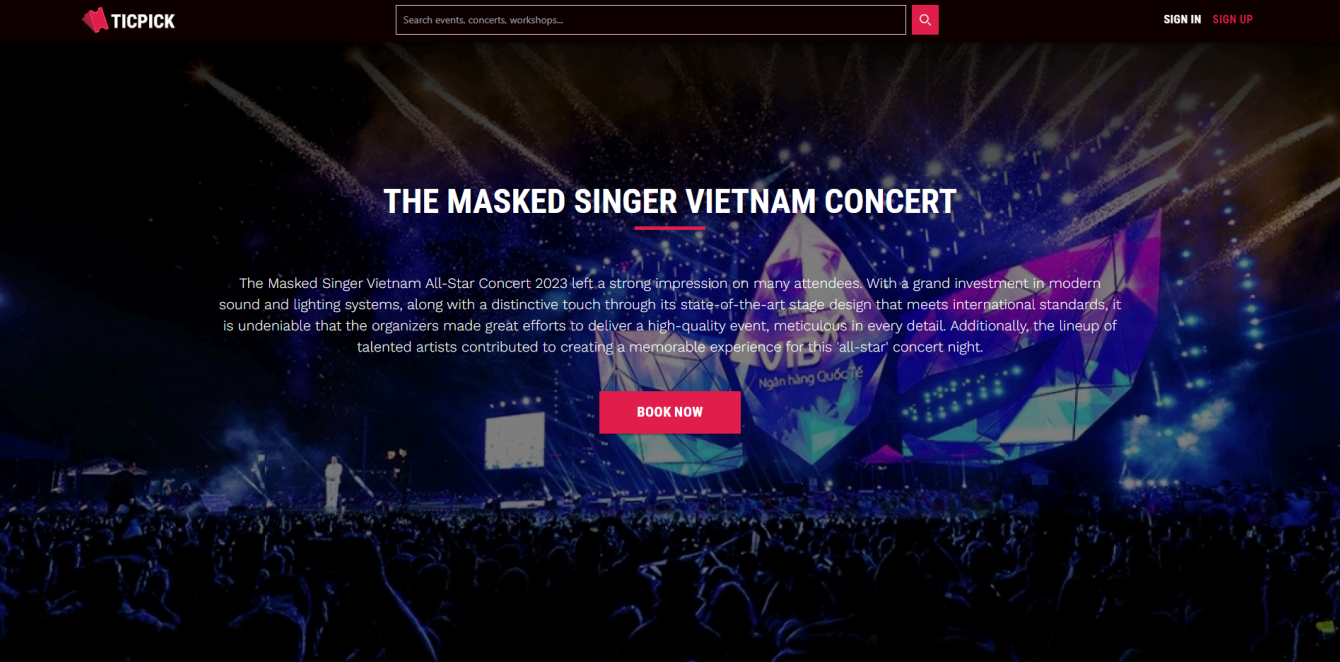 TICPICK
Search events, concerts, workshops...
SIGN IN SIGN UP
THE MASKED SINGER VIETNAM CONCERT
The Masked Singer Vietnam All-Star Concert 2023 left a strong impression on many attendees. With a grand investment in modern
sound and lighting systems, along with a distinctive touch through its state-of-the-art stage design that meets international standards, it
is undeniable that the organizers made great efforts to deliver a high-quality event, meticulous in every detail. Additionally, the lineup of
talented artists contributed to creating a memorable experience for this 'all-star' concert night.
VIB
Ngân hàng Quốc Tế
BOOK NOW